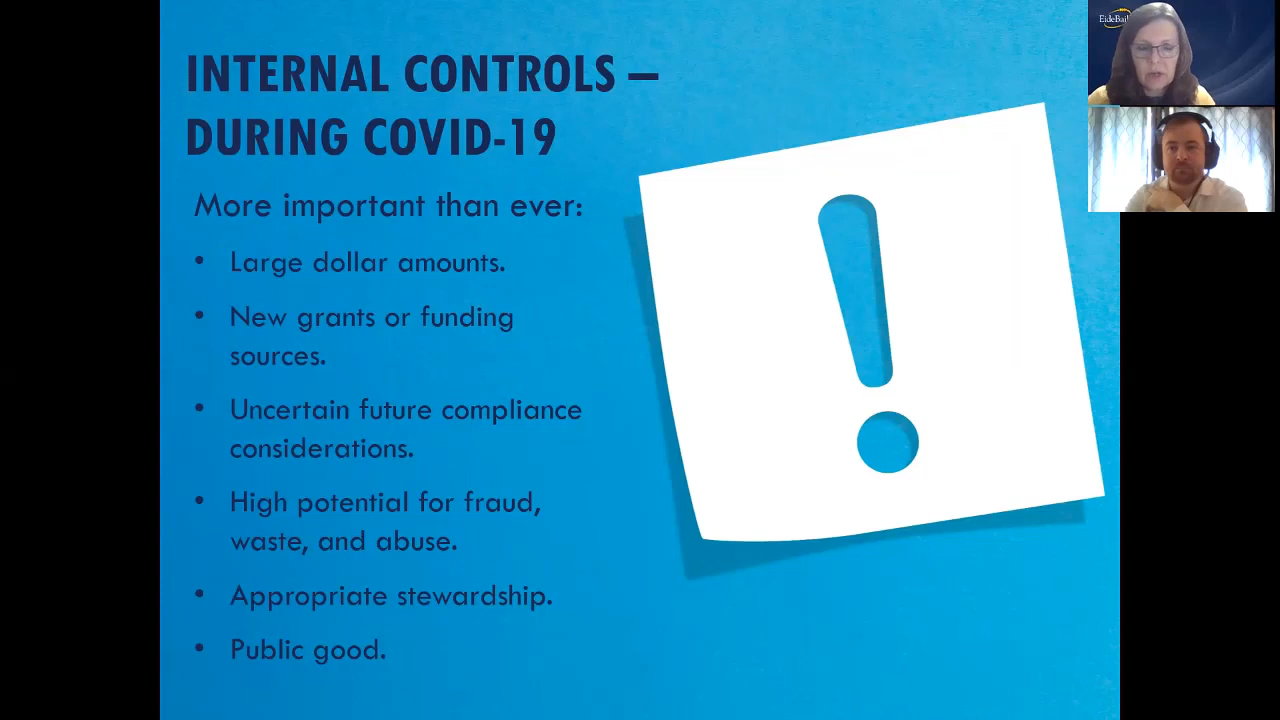 INTERNAL CONTROLS –
DURING COVID-19
More important than ever:
• Large dollar amounts.
• New grants or funding
sources.
• Uncertain future compliance
considerations.
• High potential for fraud,
waste, and abuse.
• Appropriate stewardship.
• Public good.
!